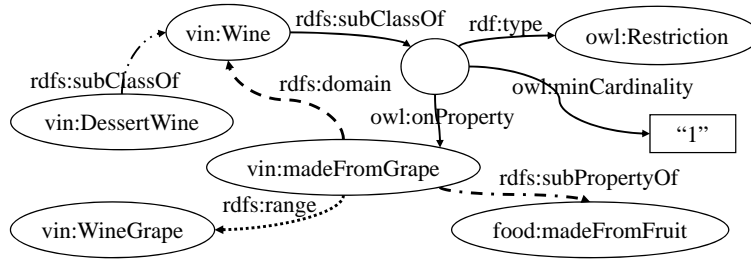 rdfs:subClassOf
rdf:type
vin:Wine
owl:Restriction
rdfs:subClassOf
rdfs:domain
owl:minCardinality
vin:DessertWine
owl:onProperty
“1”
vin:madeFromGrape
rdfs:subPropertyOf
rdfs:range
vin:WineGrape
food:madeFromFruit